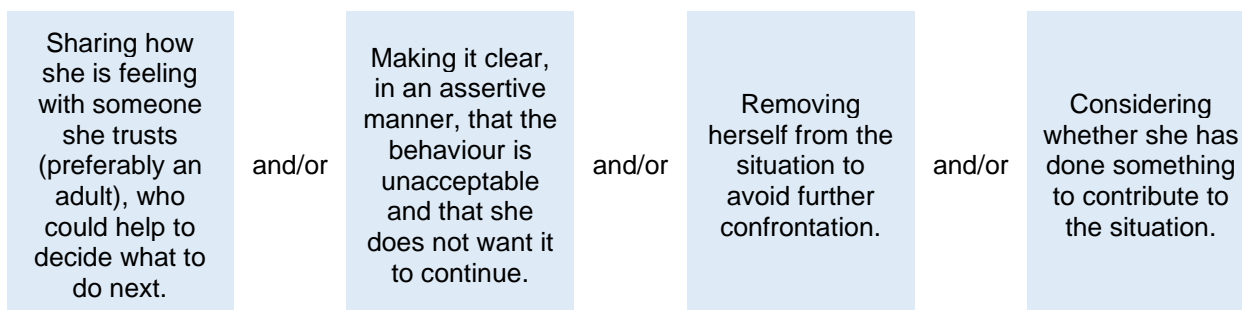 Sharing how
she is feeling
with someone
she trusts
(preferably an
adult), who
could help to
decide what to
do next.
and/or
Making it clear,
in an assertive
manner, that the
behaviour is
unacceptable
and that she
does not want it
to continue.
and/or
Removing
herself from the
situation to
avoid further
confrontation.
and/or
Considering
whether she has
done something
to contribute to
the situation.